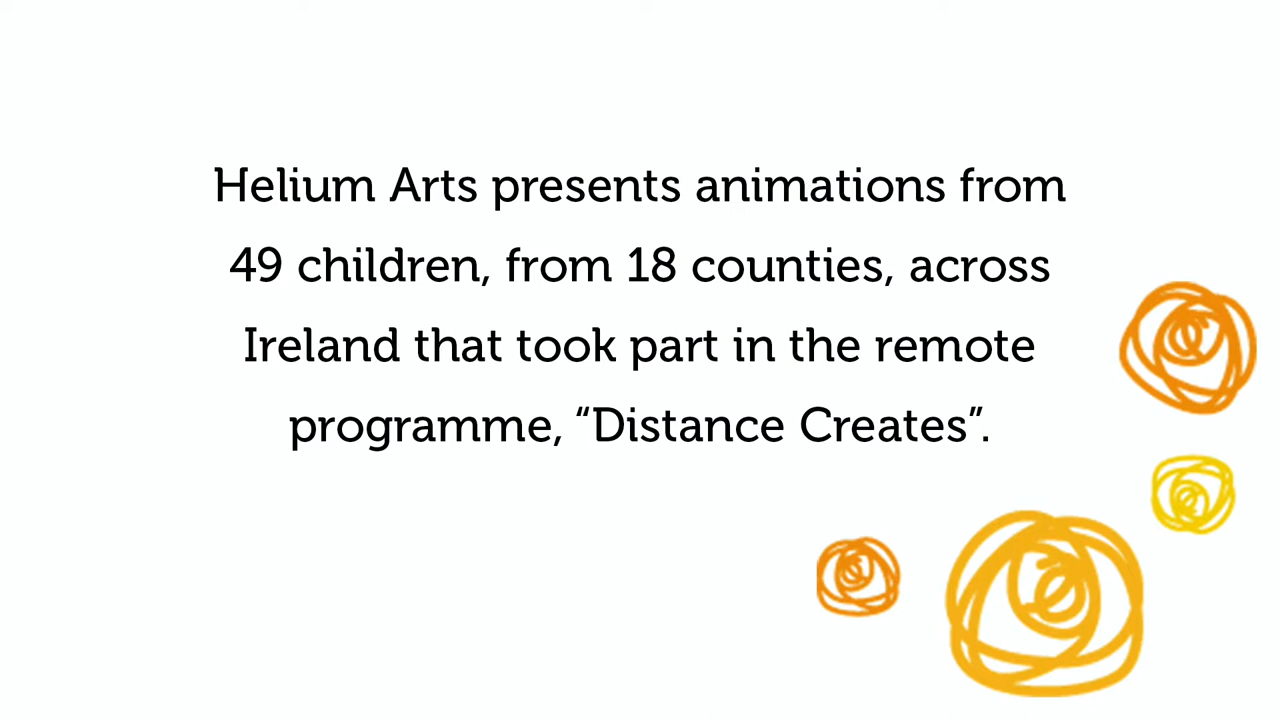 Helium Arts presents animations from
49 children, from 18 counties, across
Ireland that took part in the remote
programme, “Distance Creates”.